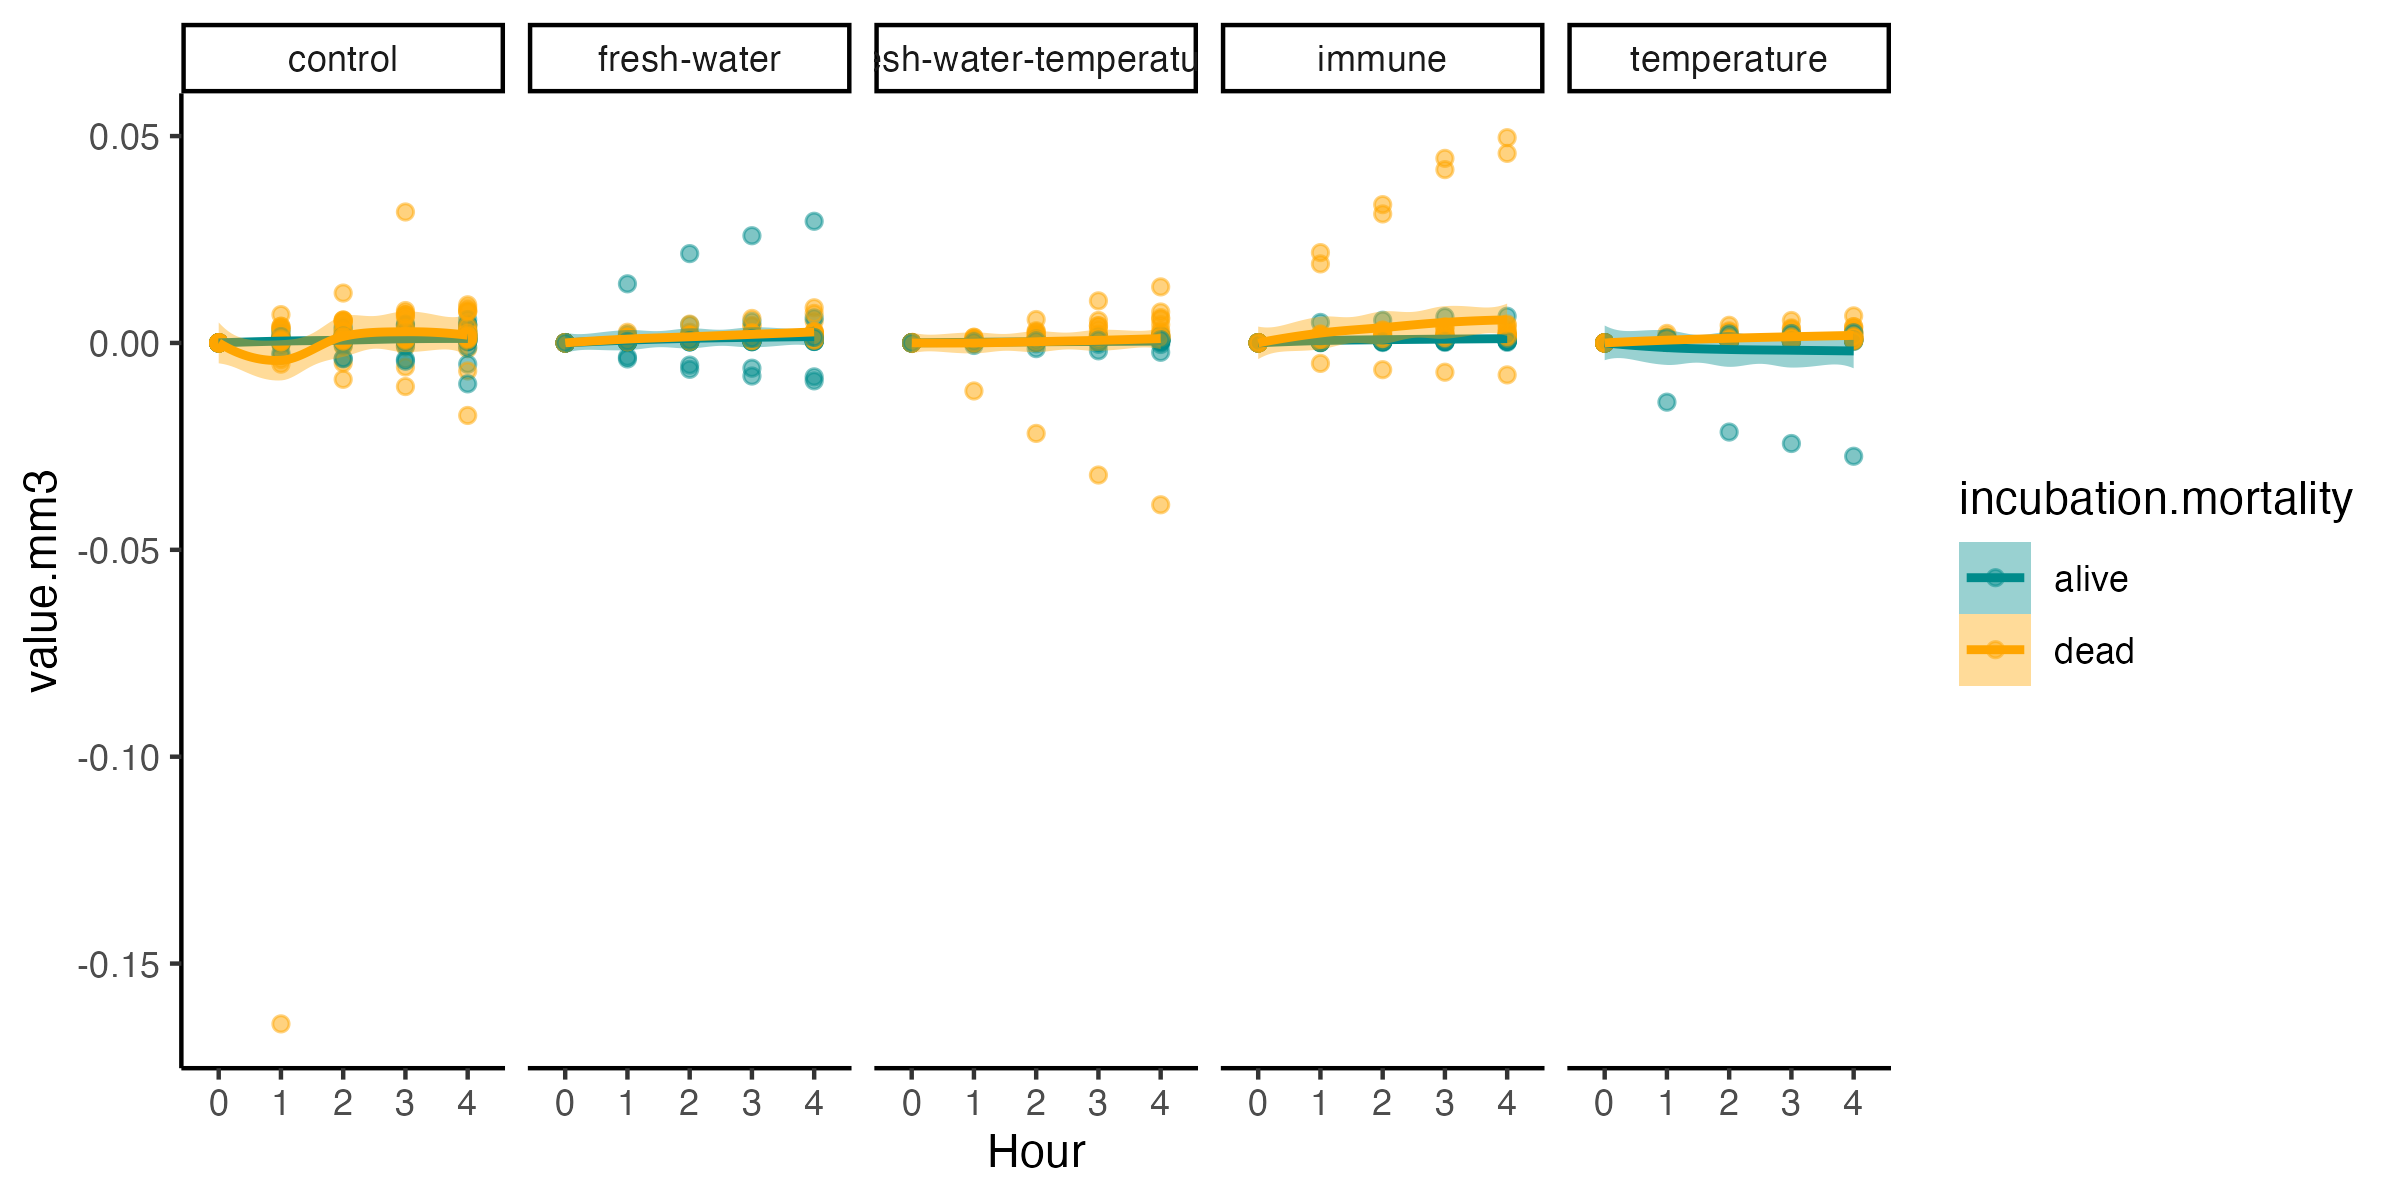 control fresh-water esh-water-temperatu immune temperature
0.05
0.00
-0.05
-0.10
-0.15
value.mm3
0 1 2 3 4 0 1 2 3 4 0 1 2 3 4 0 1 2 3 4 0 1 2 3 4
Hour
incubation.mortality
alive
dead